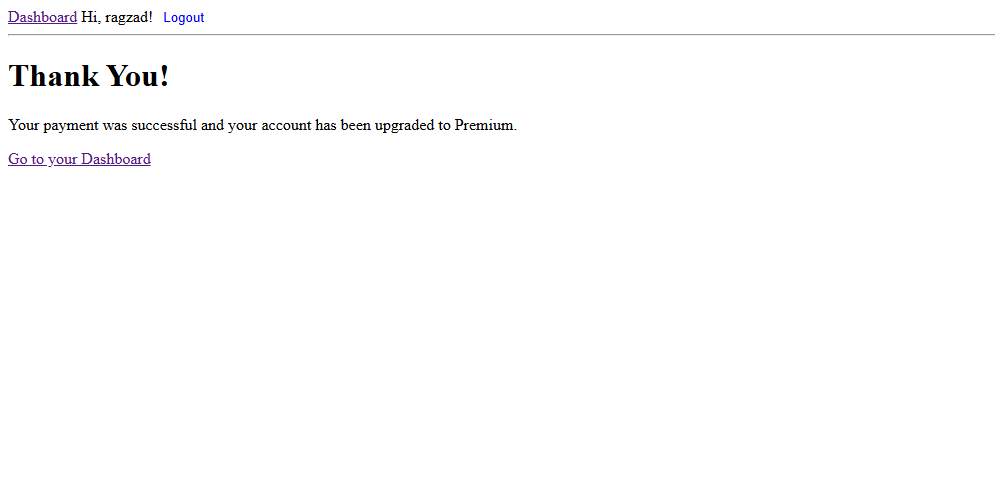 Dashboard Hi, ragzad! Logout
Thank You!
Your payment was successful and your account has been upgraded to Premium.
Go to your Dashboard